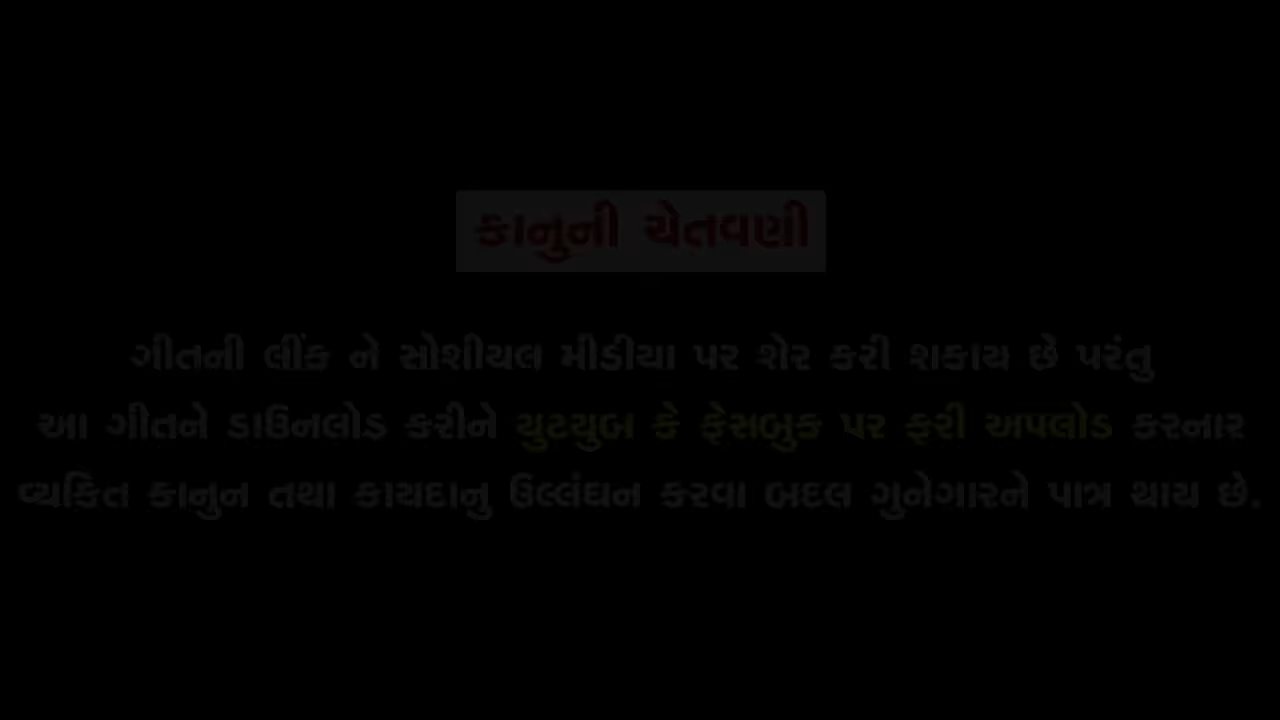 કાનુની ચેતવણી
ગીતની લીંક ને સોશીયલ મીડીયા પર શેર કરી શકાય છે પરંતુ
આ ગીતને ડાઉનલોડ કરીને યુટયુબ કે ફેસબુક પર ફરી અપલોડ કરનાર
વ્યકિત કાનુન તથા કાયદાનુ ઉલ્લંઘન કરવા બદલ ગુનેગારને પાત્ર થાય છે.